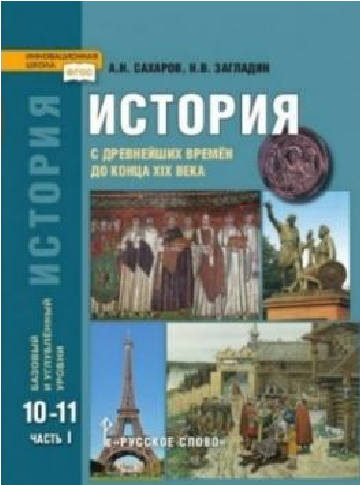 ИННОВАЦИОННАЯ
ШКОЛА
ФГОС
А.Н. САХАРОВ, Н.В. ЗАГЛАДИН
ИСТОРИЯ
С ДРЕВНЕЙШИХ ВРЕМЁН
ДО КОНЦА XIX ВЕКА
ИСТОРИЯ
БАЗОВЫЙ
И УГЛУБЛЁННЫЙ
УРОВНИ
10-11
ЧАСТЬ I
«РУССКОЕ СЛОВО»